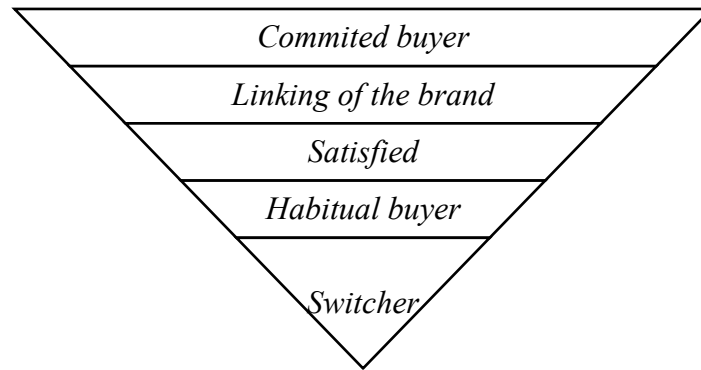 Commited buyer
Linking of the brand
Satisfied
Habitual buyer
Switcher